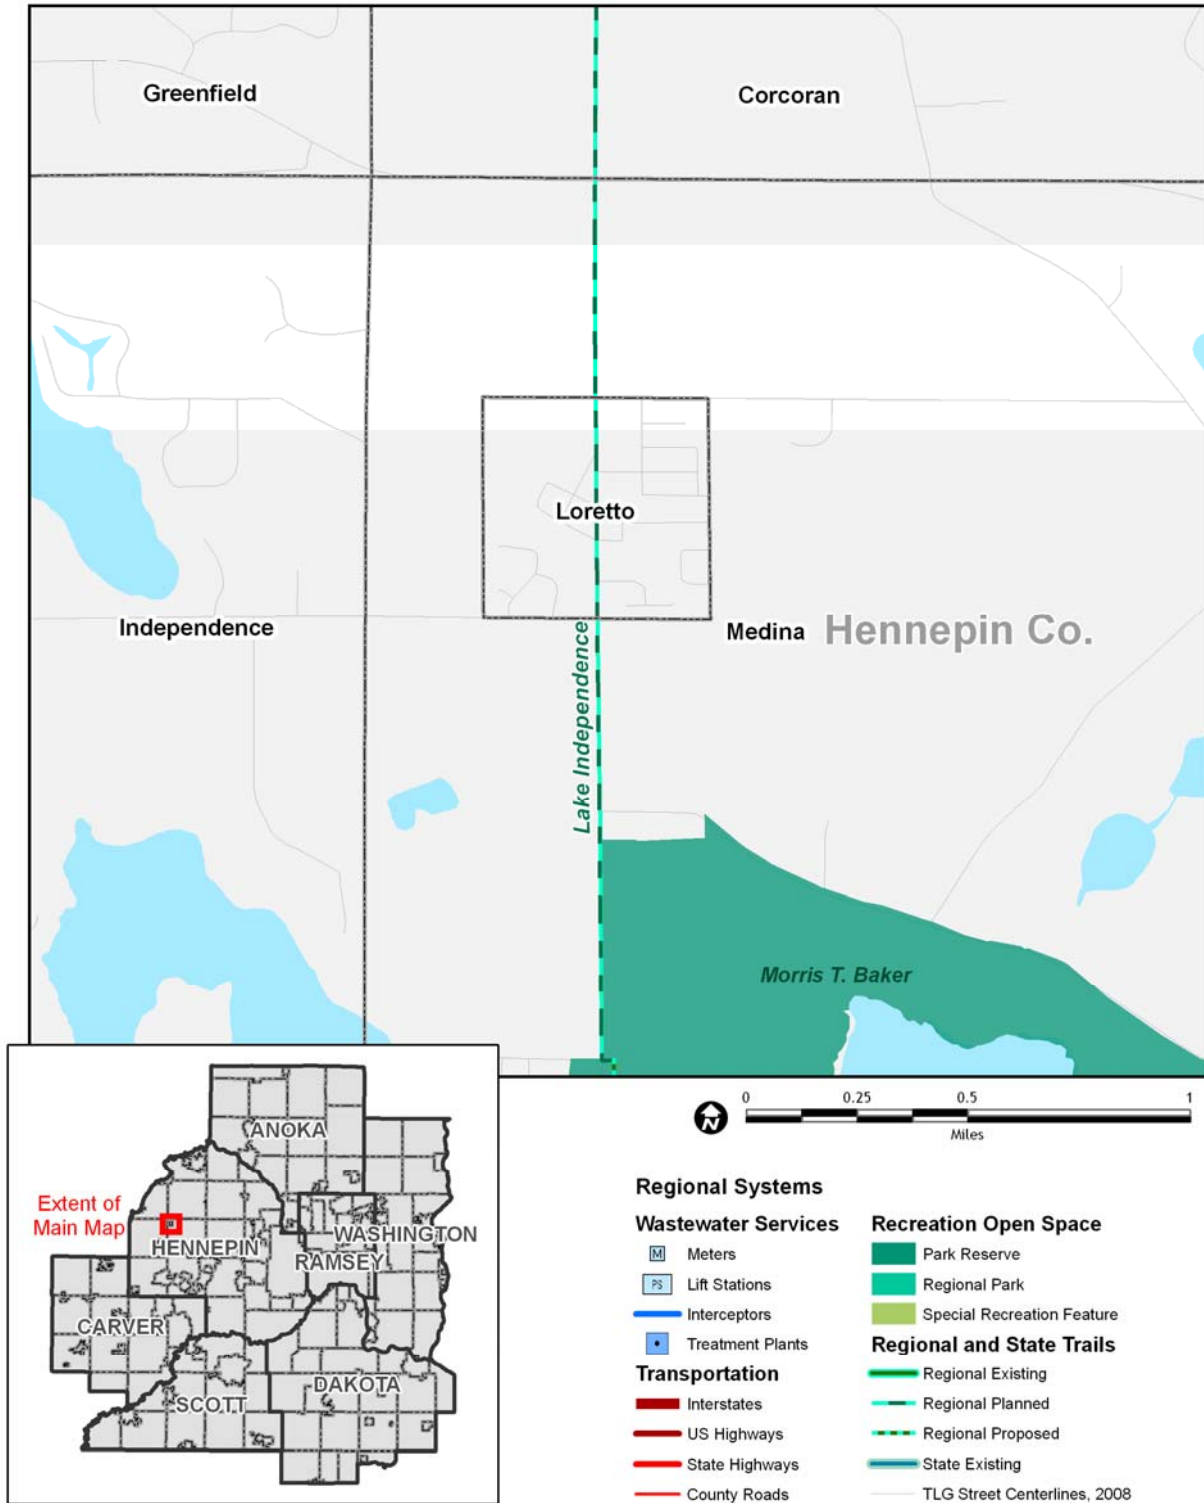 Greenfield
Corcoran
Loretto
Independence
Medina
Hennepin Co.
Lake Independence
Morris T. Baker
ANOKA
Extent of
Main Map
HENNEPIN
WASHINGTON
RAMSEY
CARVER
SCOTT
DAKOTA
N
0 0.25 0.5 1
Miles
Regional Systems
Wastewater Services
M Meters
PS Lift Stations
Interceptors
Treatment Plants
Transportation
Interstates
US Highways
State Highways
County Roads
Recreation Open Space
Park Reserve
Regional Park
Special Recreation Feature
Regional and State Trails
Regional Existing
Regional Planned
Regional Proposed
State Existing
TLG Street Centerlines, 2008